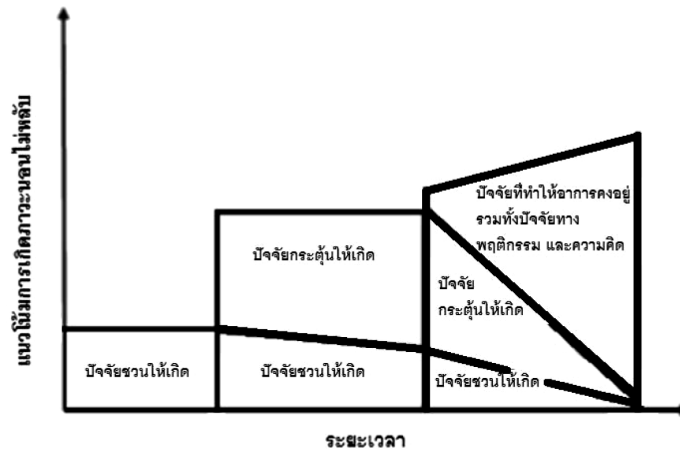 แนวโน้มการเกิดภาวะนอนไม่หลับ
ปัจจัยที่ทำให้อาการคงอยู่
รวมทั้งปัจจัยทาง
พฤติกรรม และความคิด
ปัจจัยกระตุ้นให้เกิด
ปัจจัย
กระตุ้นให้เกิด
ปัจจัยชวนให้เกิด
ปัจจัยชวนให้เกิด
ปัจจัยชวนให้เกิด
ระยะเวลา